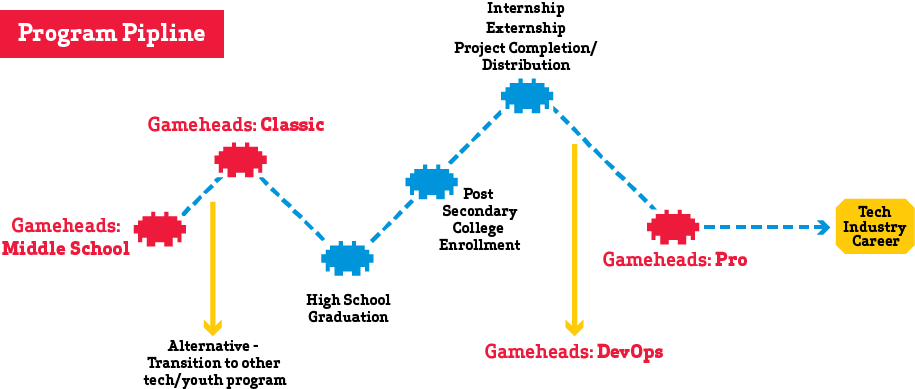 Program Pipline
Internship
Externship
Project Completion/
Distribution
Gameheads: Classic
Gameheads:
Middle School
Post
Secondary
College
Enrollment
Tech
Industry
Career
Gameheads: Pro
High School
Graduation
Alternative -
Transition to other
tech/youth program
Gameheads: DevOps